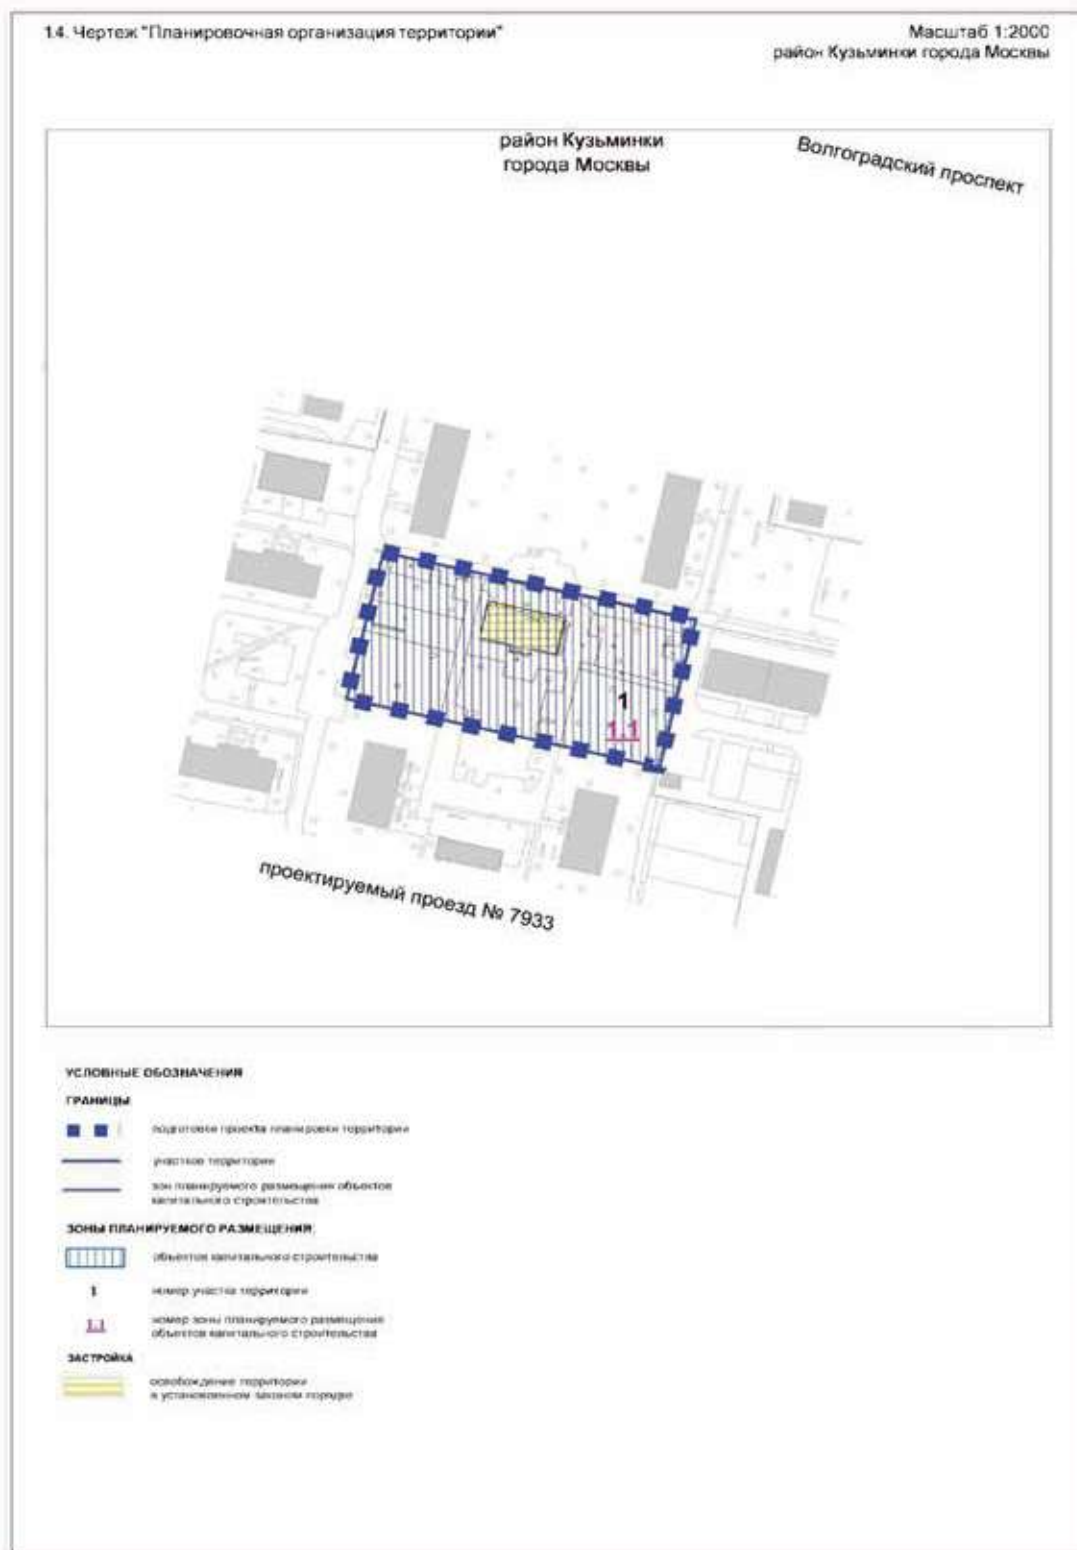 1.4. Чертеж "Планировочная организация территории"
Масштаб 1:2000
район Кузьминки города Москвы
район Кузьминки
города Москвы
Волгоградский проспект
1
1.1
проектируемый проезд № 7933
УСЛОВНЫЕ ОБОЗНАЧЕНИЯ
ГРАНИЦЫ
подготовки проекта планировки территории
участков территории
зон планируемого размещения объектов
капитального строительства
ЗОНЫ ПЛАНИРУЕМОГО РАЗМЕЩЕНИЯ
объектов капитального строительства
1 номер участка территории
1.1 номер зоны планируемого размещения
объектов капитального строительства
ЗАСТРОЙКА
освобождение территории
в установленном законом порядке